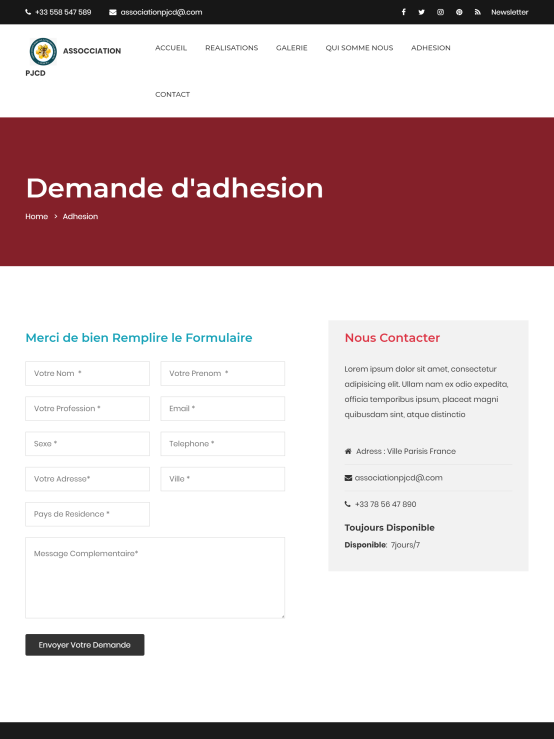 +33 558 547 589 associationpjcd@.com Newsletter
ASSOCCIATION
PJCD
ACCUEIL REALISATIONS GALERIE QUI SOMME NOUS ADHESION
CONTACT
Demande d'adhesion
Home > Adhesion
Merci de bien Remplire le Formulaire
Votre Nom *
Votre Prenom *
Votre Profession *
Email *
Sexe *
Telephone *
Votre Adresse*
Ville *
Pays de Residence *
Message Complementaire*
Envoyer Votre Demande
Nous Contacter
Lorem ipsum dolor sit amet, consectetur
adipisicing elit. Ullam nam ex odio expedita,
officia temporibus ipsum, placeat magni
quibusdam sint, atque distinctio
Adress : Ville Parisis France
associationpjcd@.com
+33 78 56 47 890
Toujours Disponible
Disponible: 7jours/7